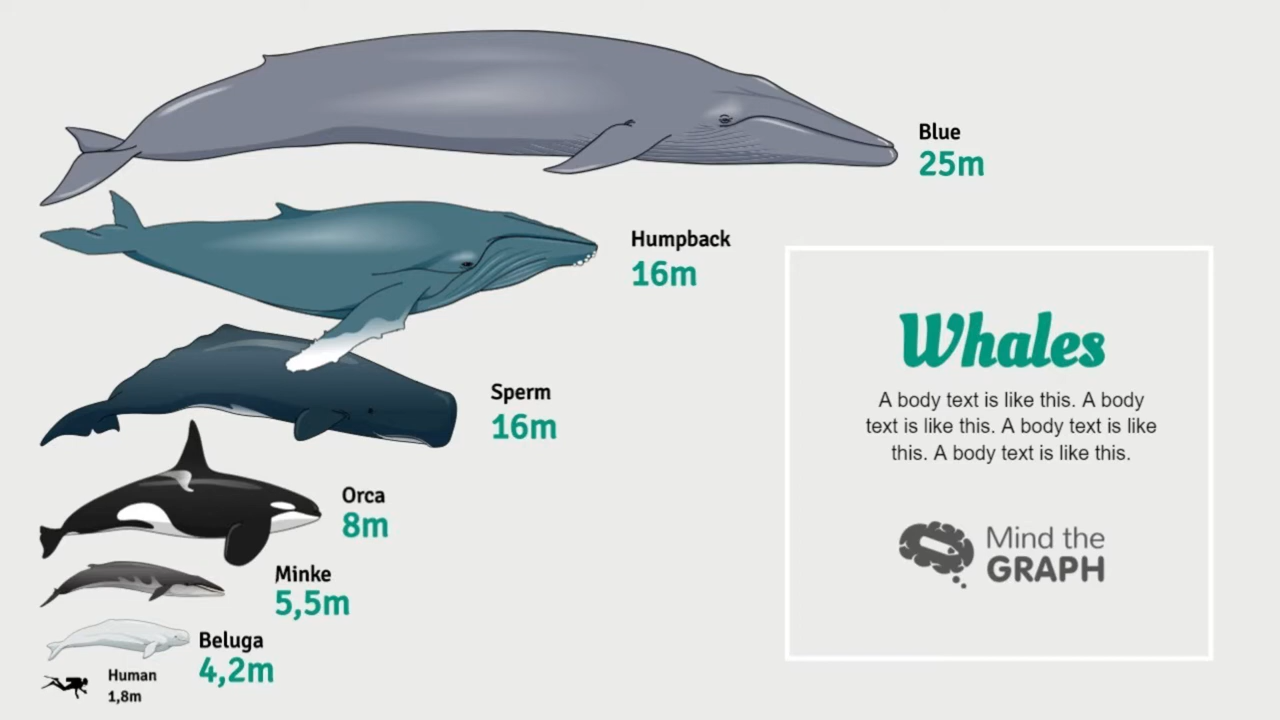 Blue
25m
Humpback
16m
Sperm
16m
Orca
8m
Minke
5,5m
Beluga
4,2m
Human
1,8m
Whales
A body text is like this. A body
text is like this. A body text is like
this. A body text is like this.
Mind the
GRAPH